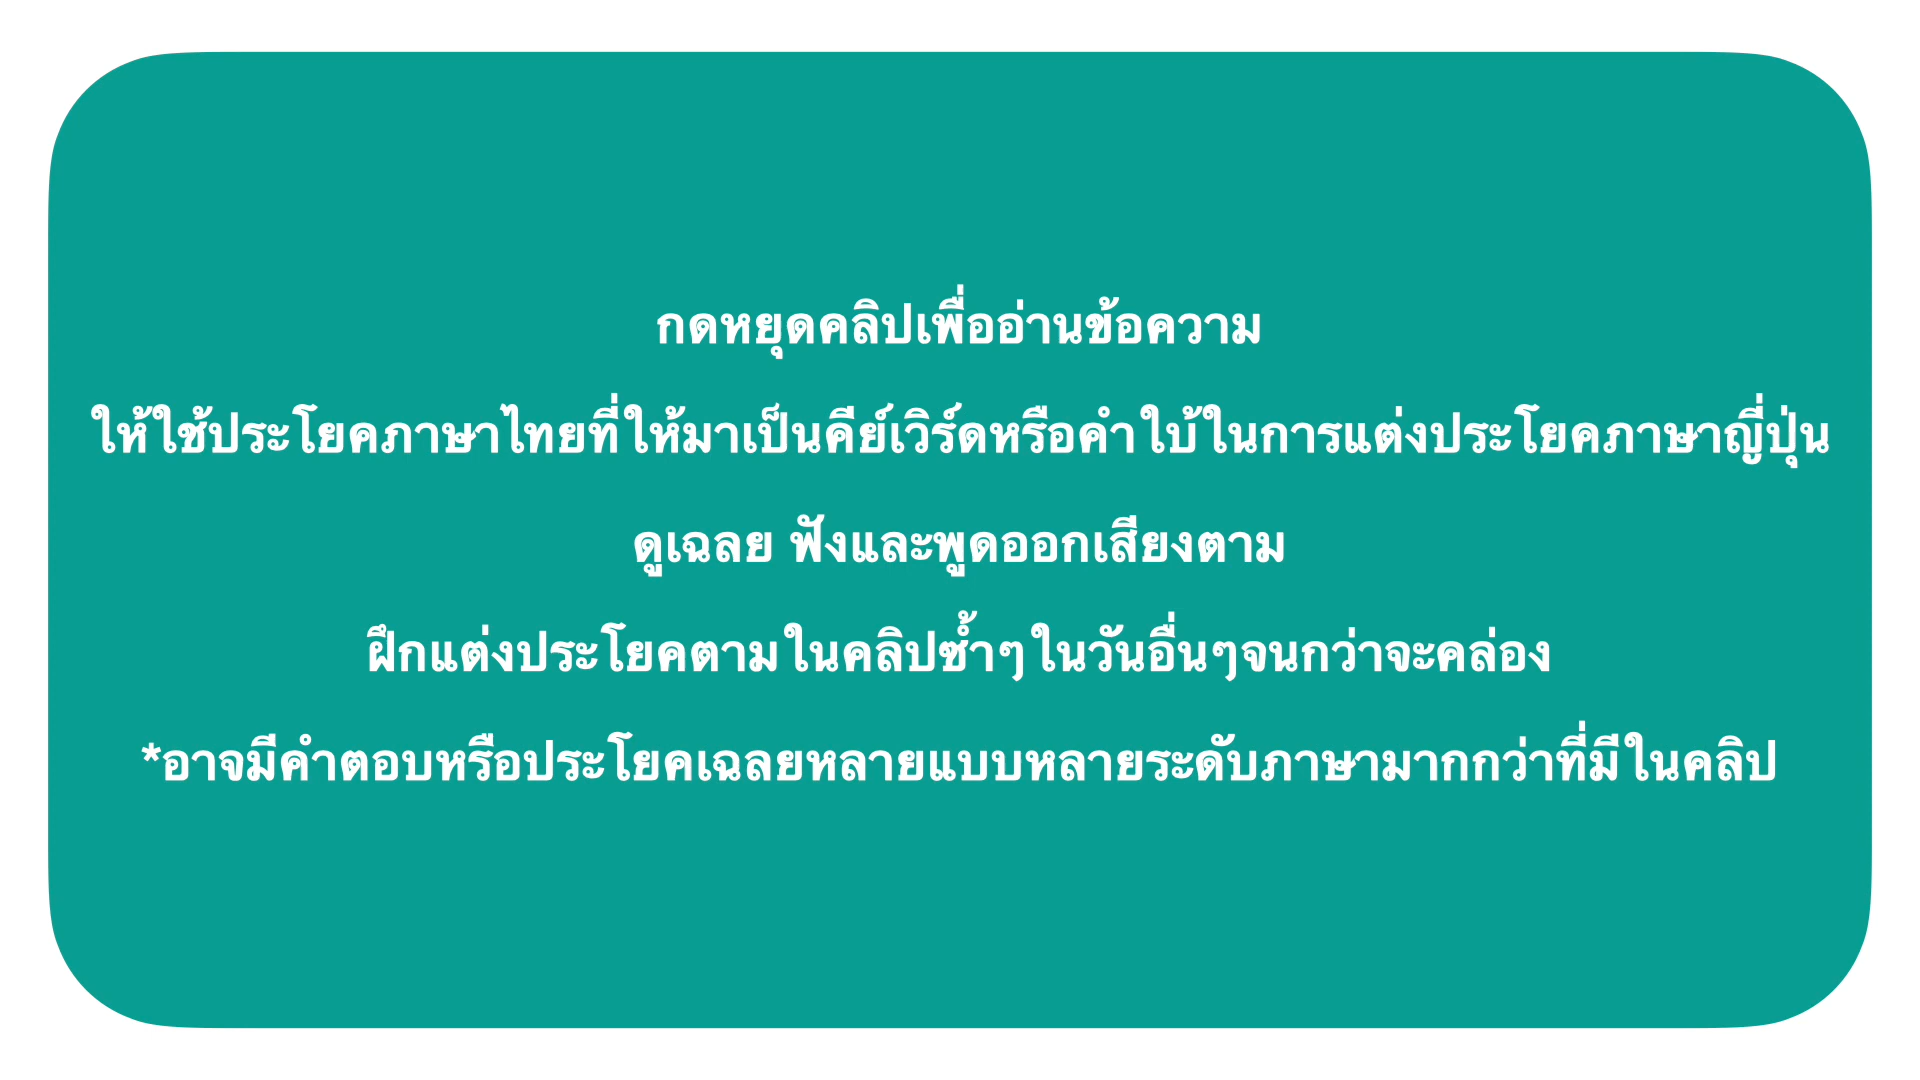 กดหยุดคลิปเพื่ออ่านข้อความ
ให้ใช้ประโยคภาษาไทยที่ให้มาเป็นคีย์เวิร์ดหรือคำใบ้ในการแต่งประโยคภาษาญี่ปุ่น
ดูเฉลย ฟังและพูดออกเสียงตาม
ฝึกแต่งประโยคตามในคลิปซ้ำๆในวันอื่นๆจนกว่าจะคล่อง
*อาจมีคำตอบหรือประโยคเฉลยหลายแบบหลายระดับภาษามากกว่าที่มีในคลิป